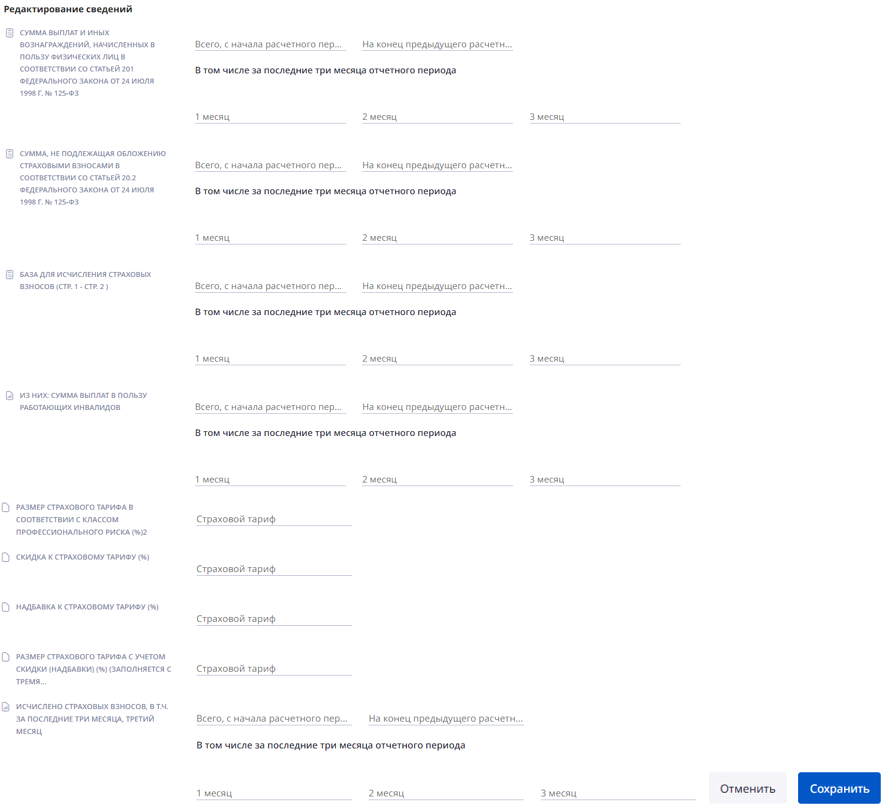 Редактирование сведений
СУММА ВЫПЛАТ И ИНЫХ
ВОЗНАГРАЖДЕНИЙ, НАЧИСЛЕННЫХ В
ПОЛЬЗУ ФИЗИЧЕСКИХ ЛИЦ В
СООТВЕТСТВИИ СО СТАТЬЕЙ 201
ФЕДЕРАЛЬНОГО ЗАКОНА ОТ 24 ИЮЛЯ
1998 Г. № 125-ФЗ
Всего, с начала расчетного пер... На конец предыдущего расчетн...
В том числе за последние три месяца отчетного периода
1 месяц 2 месяц 3 месяц
СУММА, НЕ ПОДЛЕЖАЩАЯ ОБЛОЖЕНИЮ
СТРАХОВЫМИ ВЗНОСАМИ В
СООТВЕТСТВИИ СО СТАТЬЕЙ 20.2
ФЕДЕРАЛЬНОГО ЗАКОНА ОТ 24 ИЮЛЯ
1998 Г. № 125-ФЗ
Всего, с начала расчетного пер... На конец предыдущего расчетн...
В том числе за последние три месяца отчетного периода
1 месяц 2 месяц 3 месяц
БАЗА ДЛЯ ИСЧИСЛЕНИЯ СТРАХОВЫХ
ВЗНОСОВ (СТР. 1 - СТР. 2 )
Всего, с начала расчетного пер... На конец предыдущего расчетн...
В том числе за последние три месяца отчетного периода
1 месяц 2 месяц 3 месяц
ИЗ НИХ: СУММА ВЫПЛАТ В ПОЛЬЗУ
РАБОТАЮЩИХ ИНВАЛИДОВ
Всего, с начала расчетного пер... На конец предыдущего расчетн...
В том числе за последние три месяца отчетного периода
1 месяц 2 месяц 3 месяц
РАЗМЕР СТРАХОВОГО ТАРИФА В
СООТВЕТСТВИИ С КЛАССОМ
ПРОФЕССИОНАЛЬНОГО РИСКА (%)2
Страховой тариф
СКИДКА К СТРАХОВОМУ ТАРИФУ (%)
Страховой тариф
НАДБАВКА К СТРАХОВОМУ ТАРИФУ (%)
Страховой тариф
РАЗМЕР СТРАХОВОГО ТАРИФА С УЧЕТОМ
СКИДКИ (НАДБАВКИ) (%) (ЗАПОЛНЯЕТСЯ С
ТРЕМЯ...
Страховой тариф
ИСЧИСЛЕНО СТРАХОВЫХ ВЗНОСОВ, В Т.Ч.
ЗА ПОСЛЕДНИЕ ТРИ МЕСЯЦА, ТРЕТИЙ
МЕСЯЦ
Всего, с начала расчетного пер... На конец предыдущего расчетн...
В том числе за последние три месяца отчетного периода
1 месяц 2 месяц 3 месяц
Отменить Сохранить